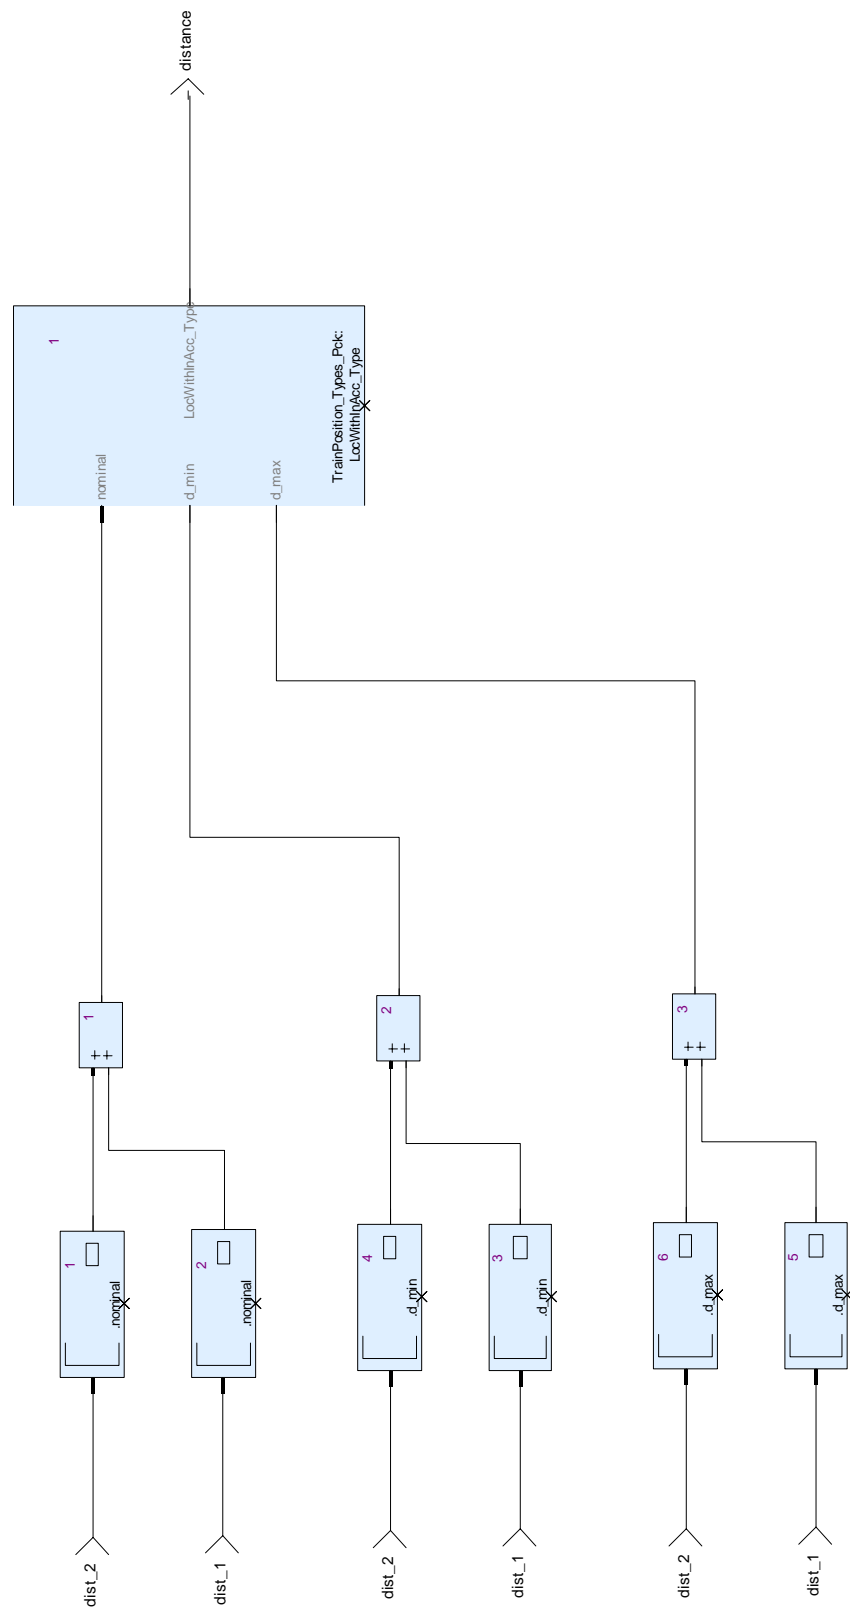 distance
1
LocWithInAcc_Type
TrainPosition_Types_Pck::
LocWithInAcc_Type
nominal
d_min
d_max
1
2
3
+
+
+
+
+
+
1
.nominal
2
.nominal
4
.d_min
3
.d_min
6
.d_max
5
.d_max
dist_2
dist_1
dist_2
dist_1
dist_2
dist_1